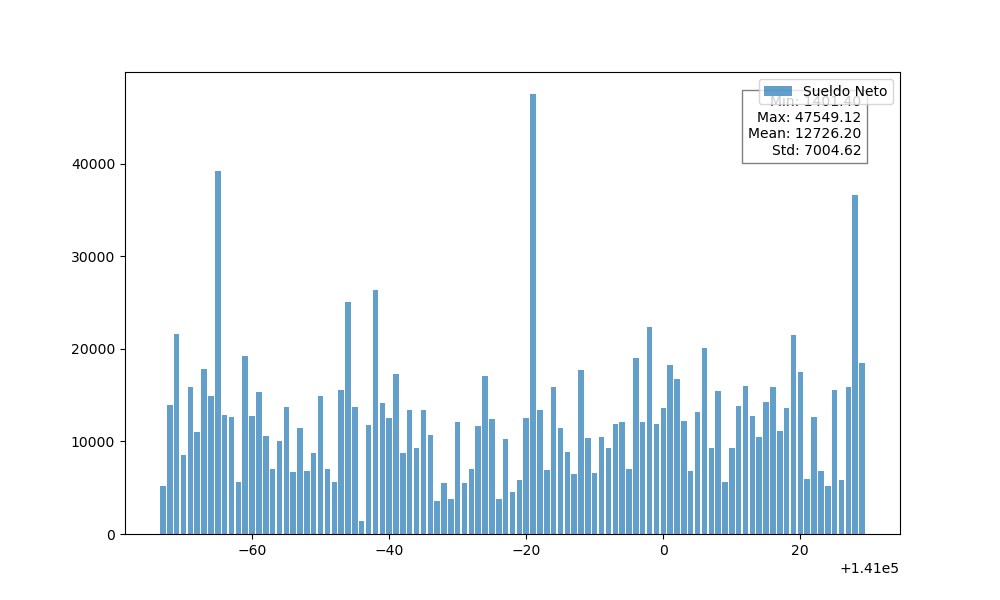 Sueldo Neto
Min: 1401.40
Max: 47549.12
Mean: 12726.20
Std: 7004.62
40000
30000
20000
10000
0
−60 −40 −20 0 20
+1.41e5